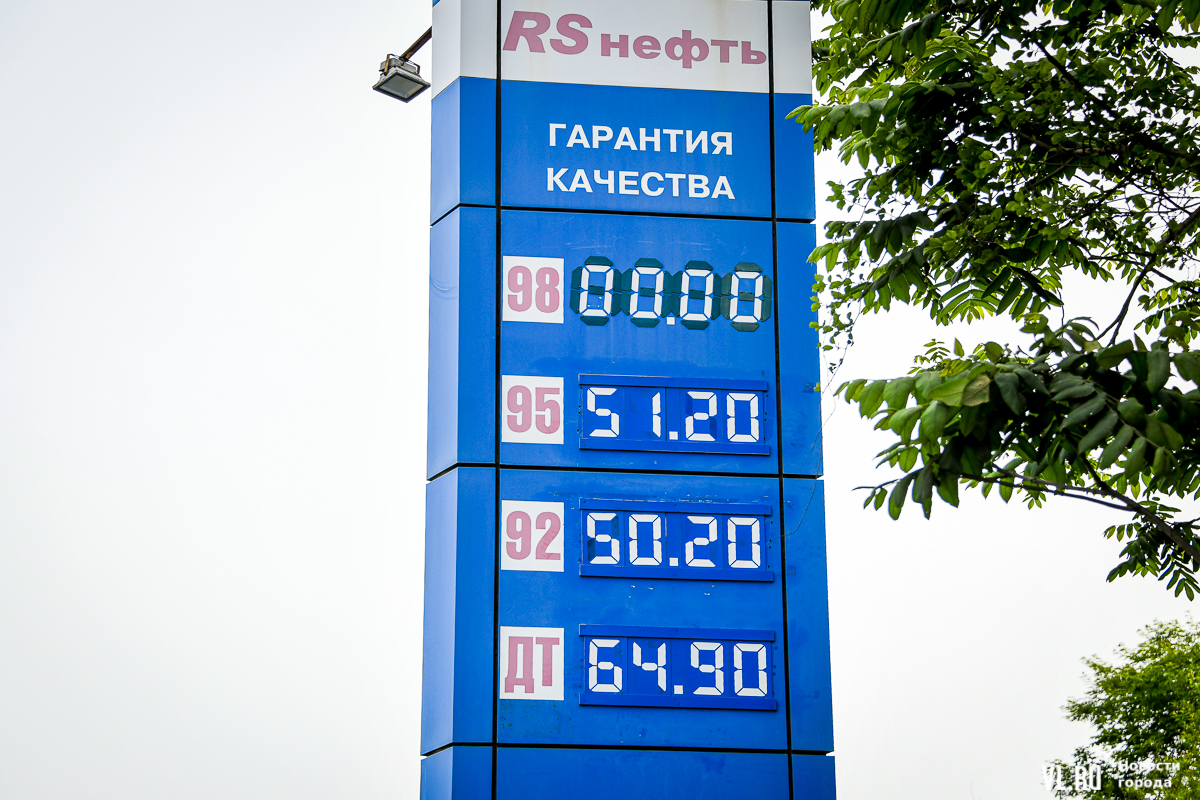 RS нефть
ГАРАНТИЯ
КАЧЕСТВА
98 00.00
95 51.20
92 50.20
ДТ 64.90
VL.RU Новости
города